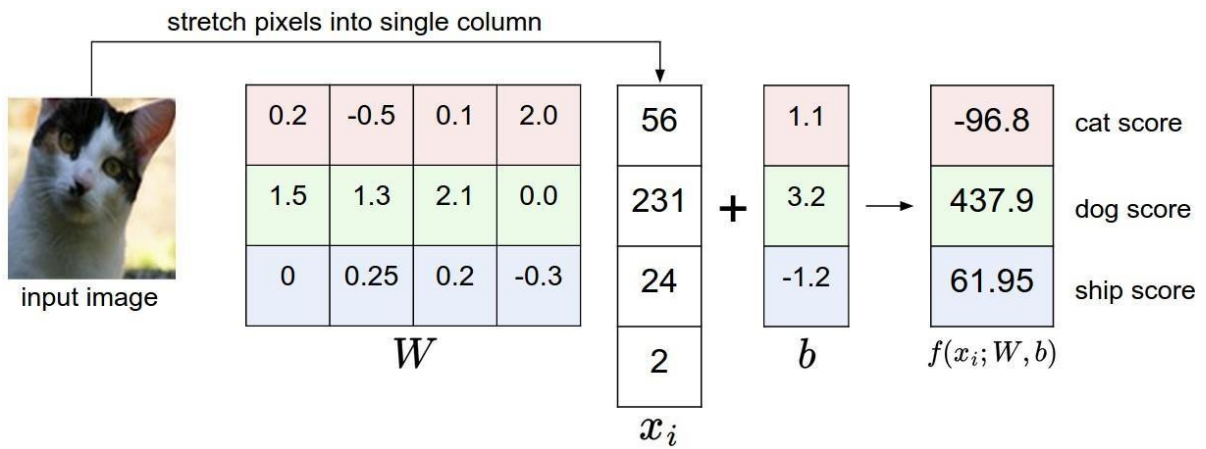 stretch pixels into single column
0.2 -0.5 0.1 2.0
1.5 1.3 2.1 0.0
0 0.25 0.2 -0.3
W
56
231
24
2
x_i
+
1.1
3.2
-1.2
b
-96.8 cat score
437.9 dog score
61.95 ship score
f(x_i; W, b)
input image